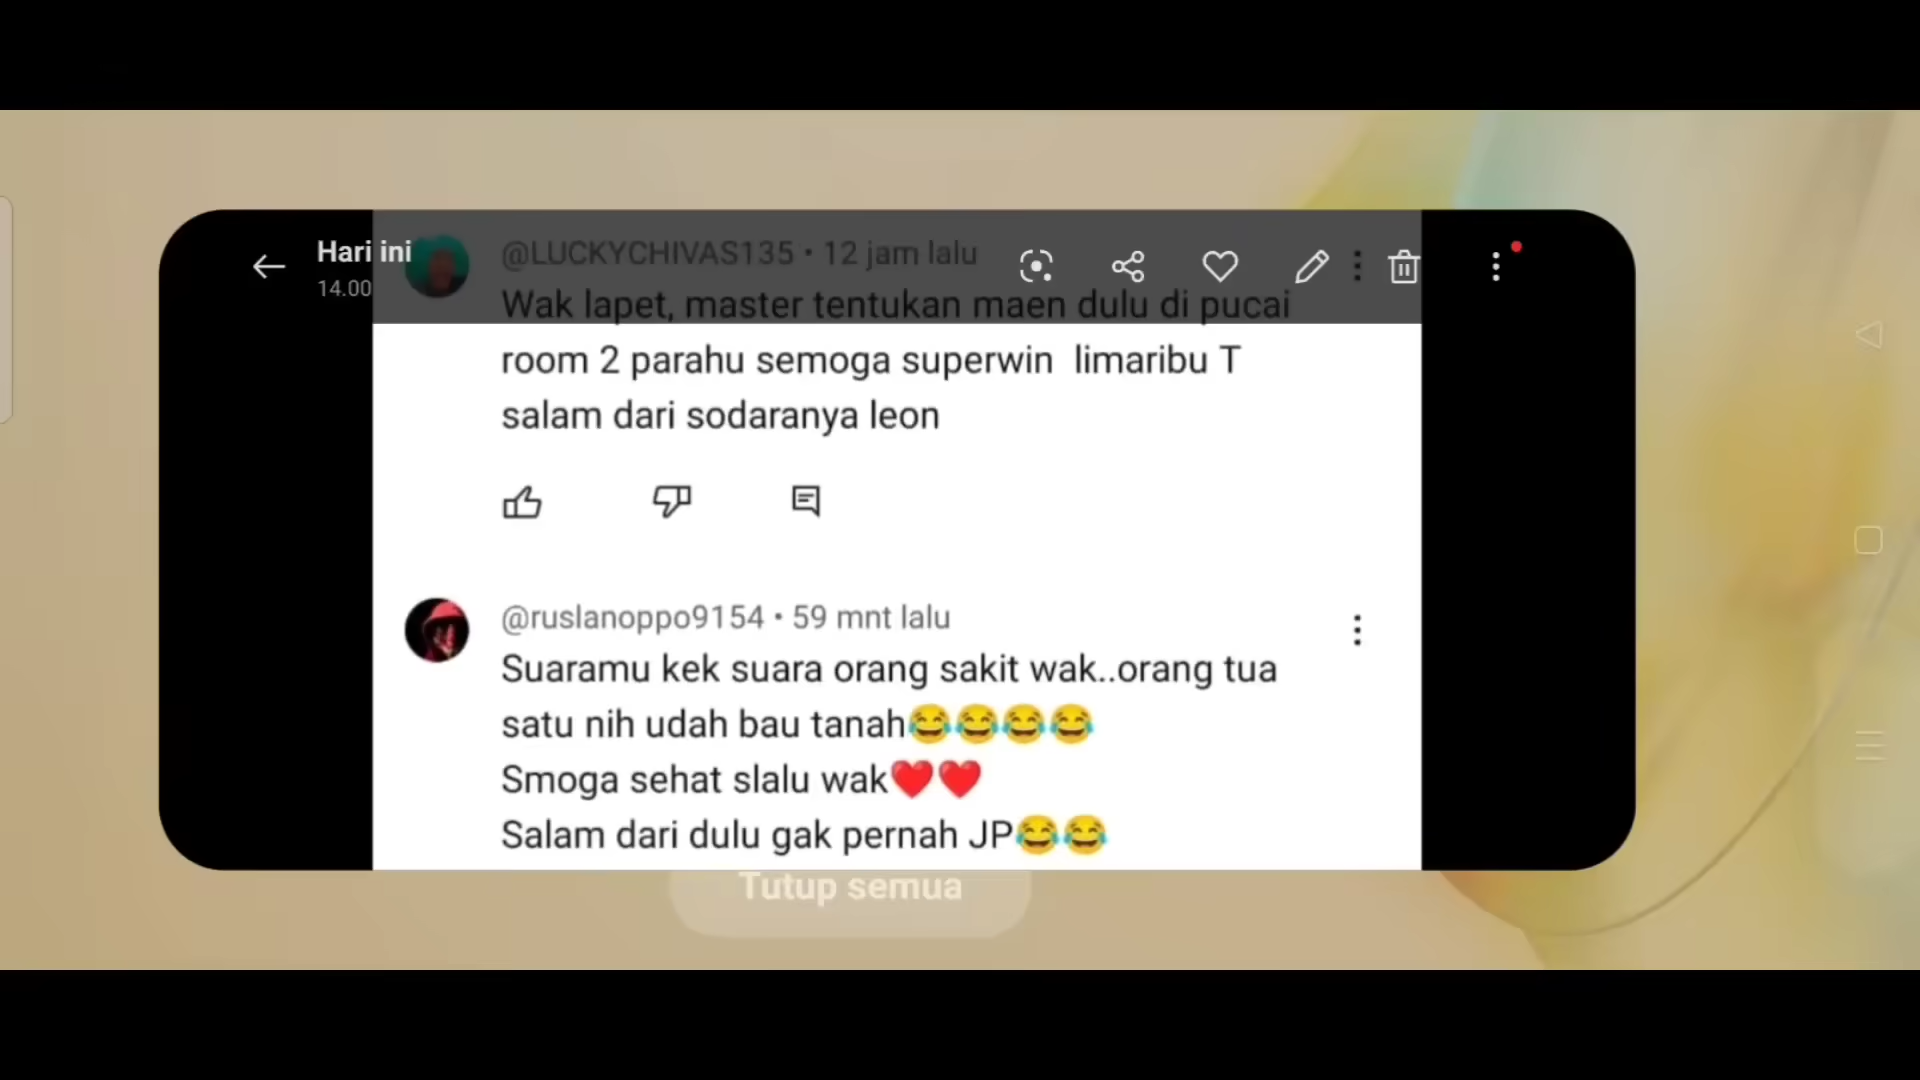 Hari ini
14.00
@LUCKYCHIVAS135 • 12 jam lalu
Wak lapet, master tentukan maen dulu di pucai
room 2 parahu semoga superwin limaribu T
salam dari sodaranya leon
@ruslanoppo9154 • 59 mnt lalu
Suaramu kek suara orang sakit wak..orang tua
satu nih udah bau tanah😂😂😂😂
Smoga sehat slalu wak❤️❤️
Salam dari dulu gak pernah JP😂😂
Tutup semua